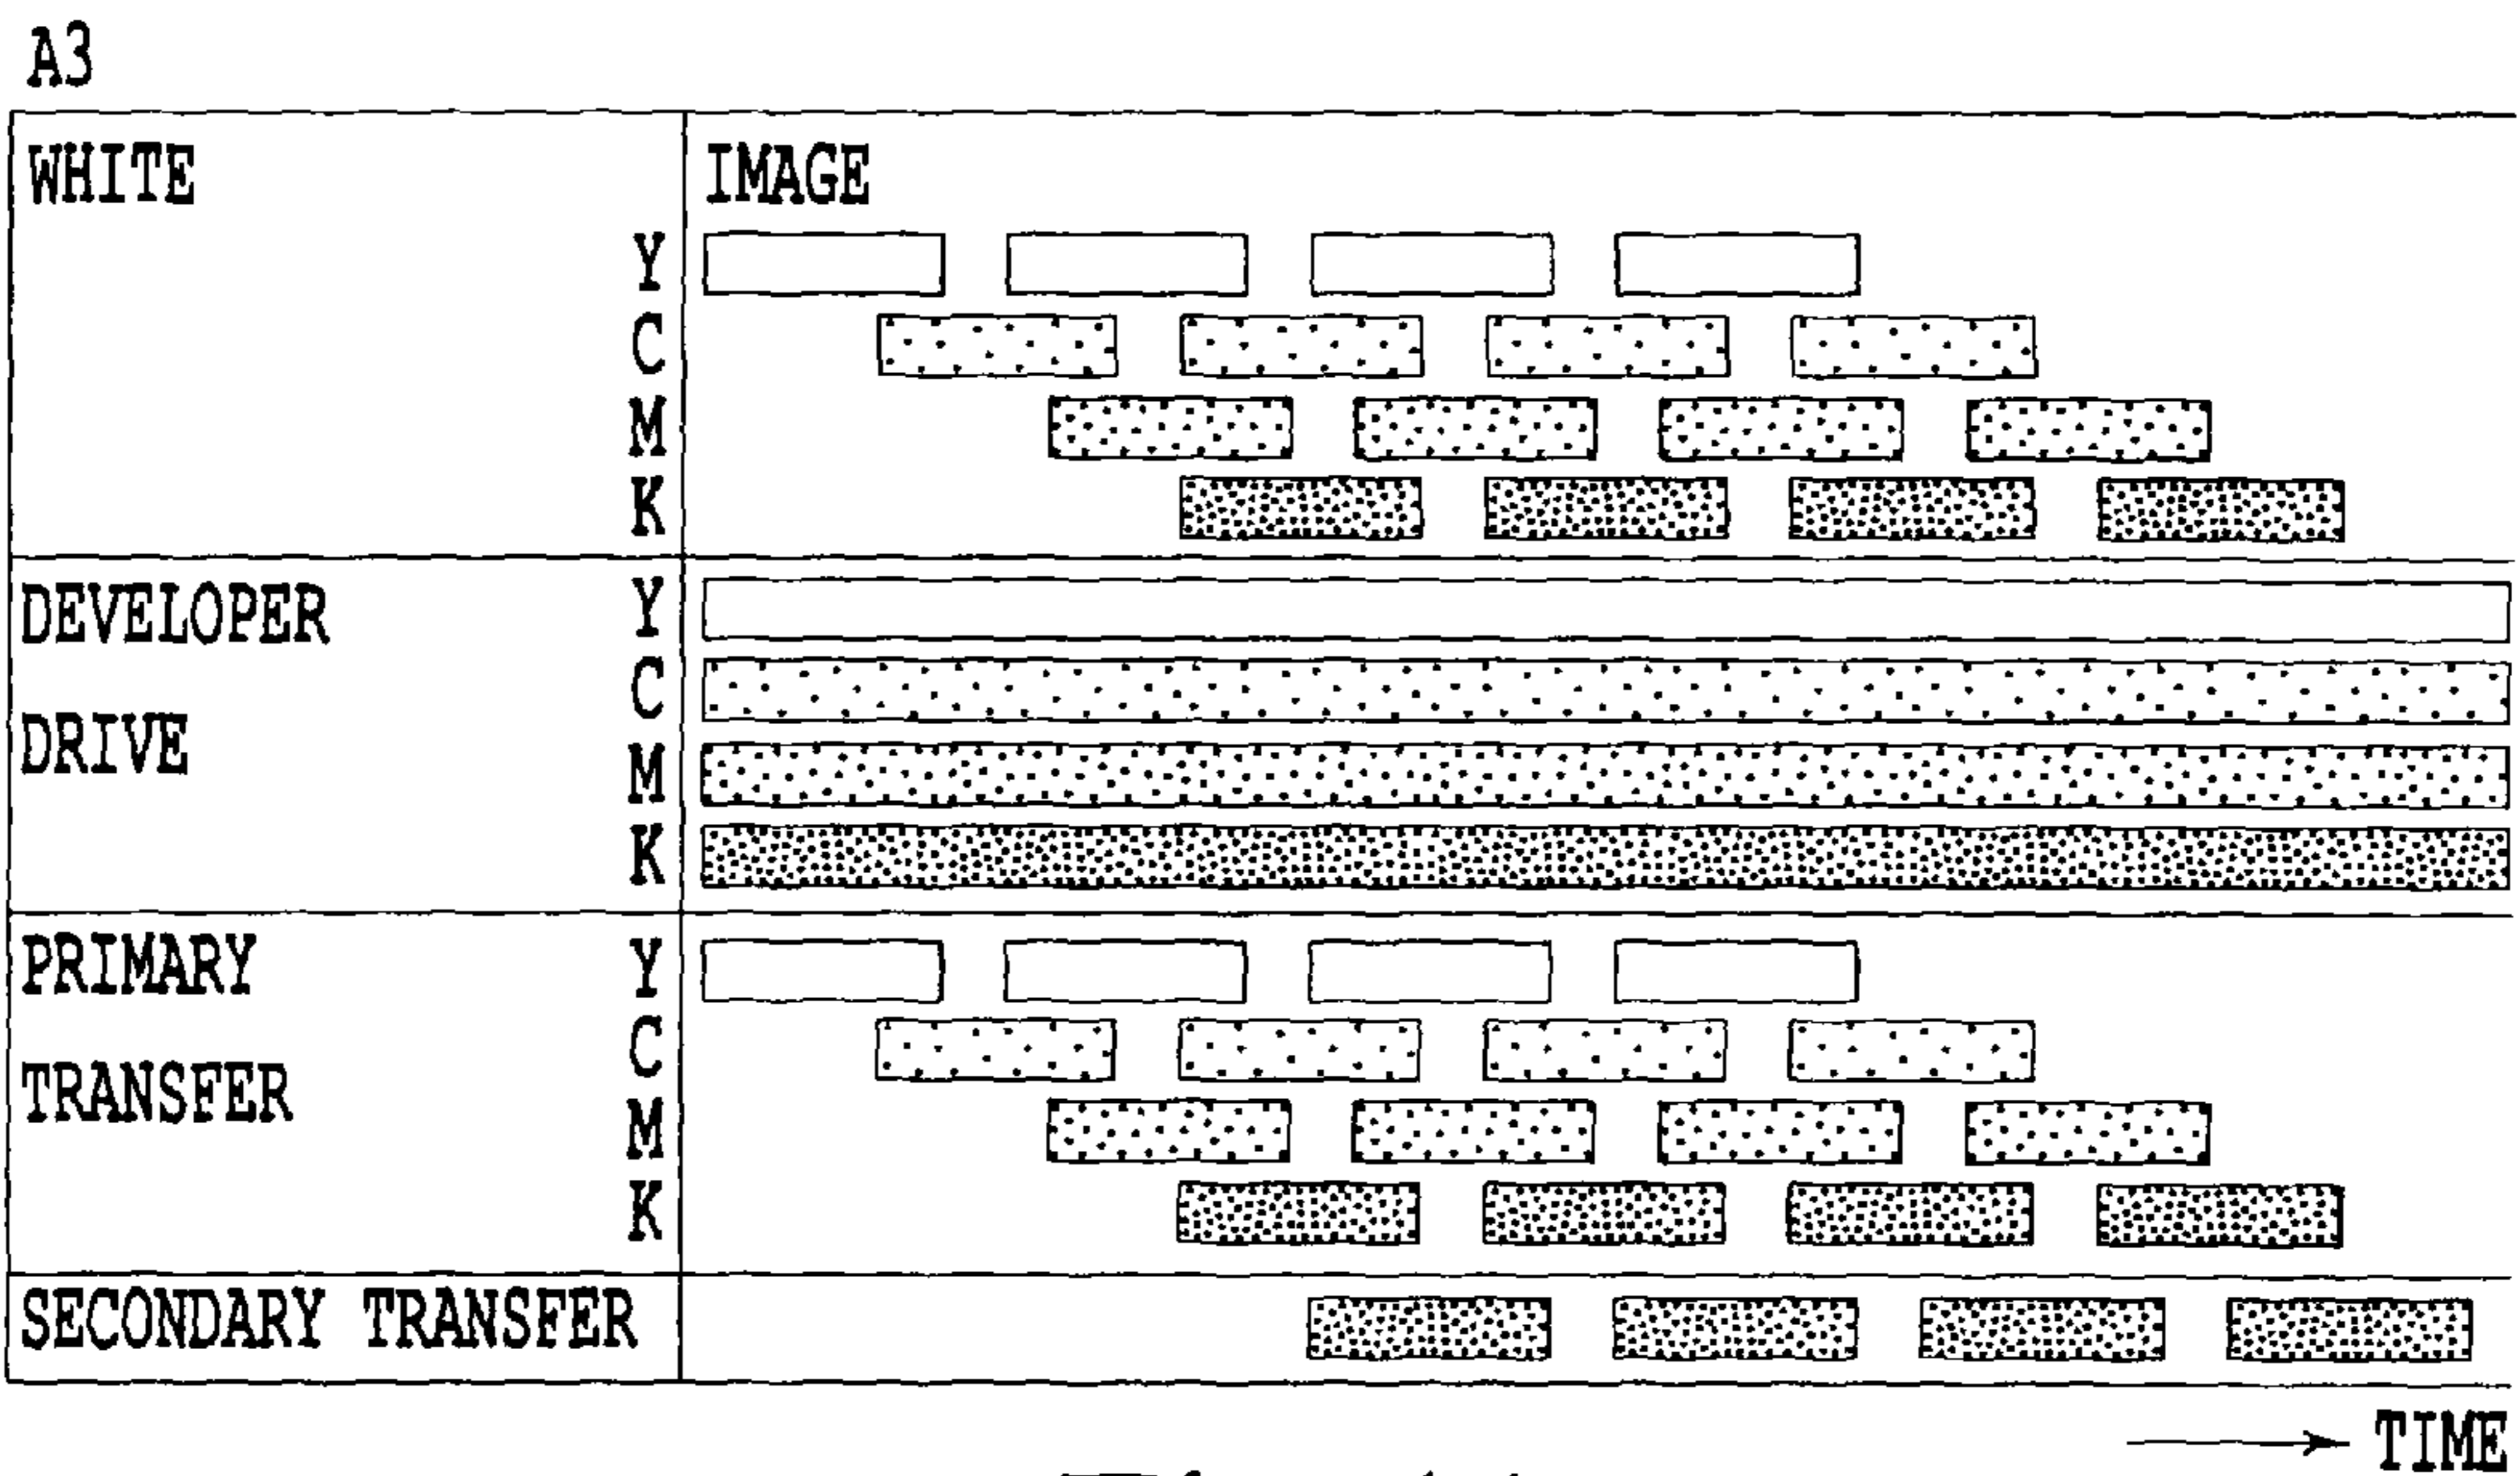 A3
WHITE IMAGE
Y
C
M
K
DEVELOPER Y
C
DRIVE
M
K
PRIMARY Y
C
TRANSFER
M
K
SECONDARY TRANSFER
TIME